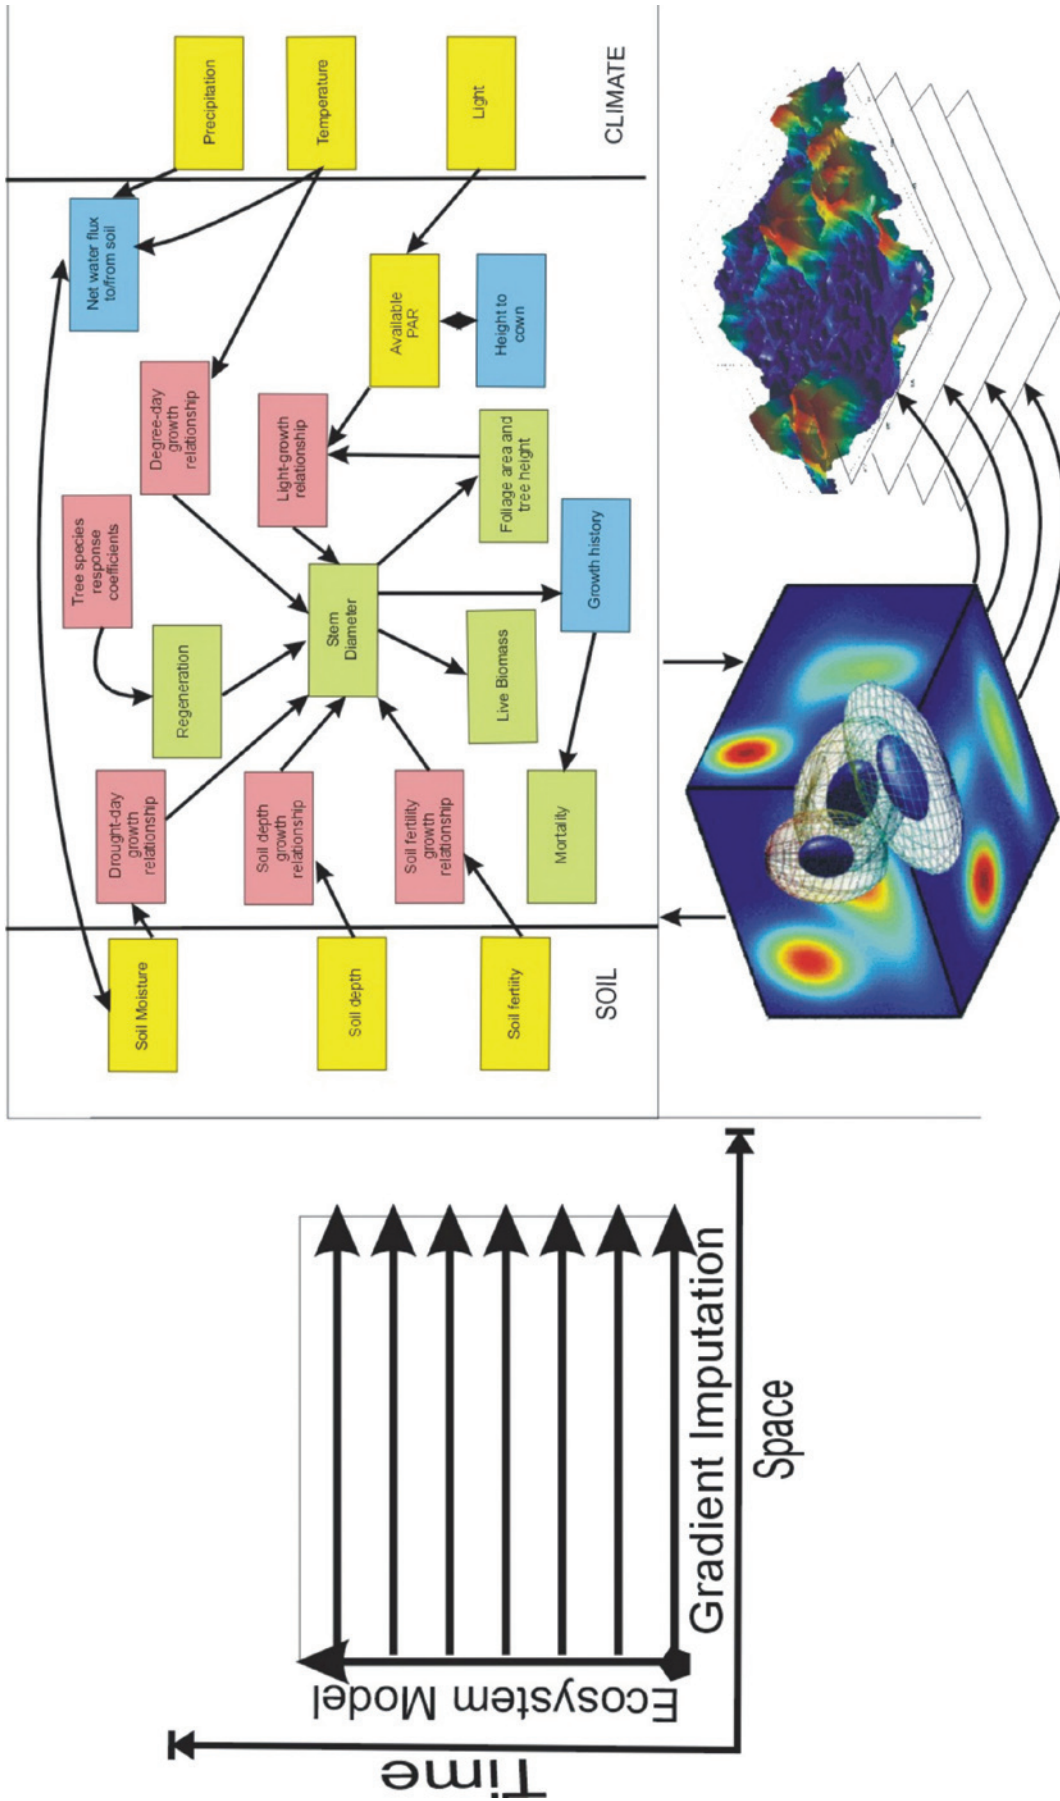 Time
Ecosystem Model
Gradient Imputation
Space
SOIL
Soil Moisture
Soil depth
Soil fertiity
Drought-day
growth
relationship
Soil depth
growth
relationship
Soil fertility
growth
relationship
Mortality
Regeneration
Tree species
response
coefficients
Stem
Diameter
Live Biomass
Growth history
Degree-day
growth
relationship
Light-growth
relationship
Foliage area and
tree height
Net water flux
to/from soil
Available
PAR
Height to
cown
Precipitation
Temperature
Light
CLIMATE